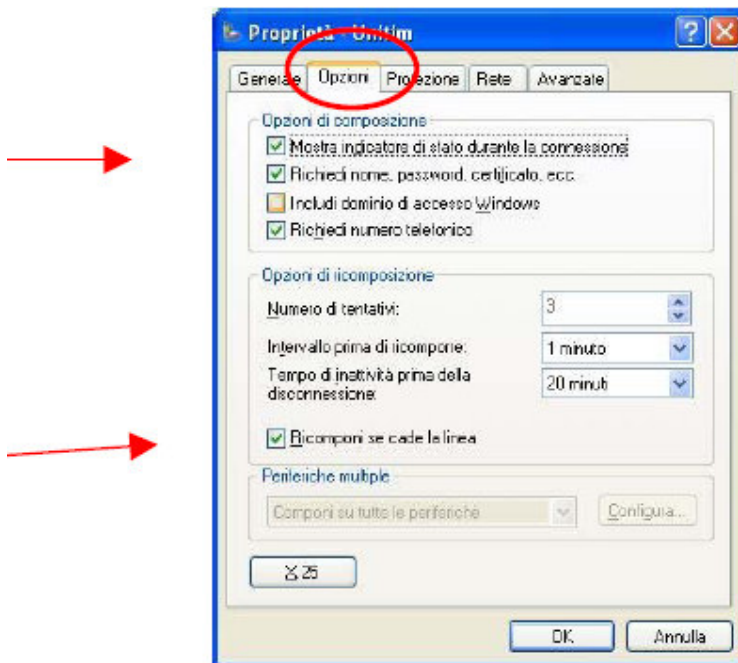 Proprietà - Unitim
Generale Opzioni Protezione Rete Avanzate
Opzioni di composizione
Mostra indicatore di stato durante la connessione
Richiedi nome, password, certificato, ecc.
Includi dominio di accesso Windows
Richiedi numero telefonico
Opzioni di ricomposizione
Numero di tentativi: 3
Intervallo prima di ricomporre: 1 minuto
Tempo di inattività prima della disconnessione: 20 minuti
Ricomponi se cade la linea
Periferiche multiple
Componi su tutte le periferiche Configura...
X.25
OK Annulla